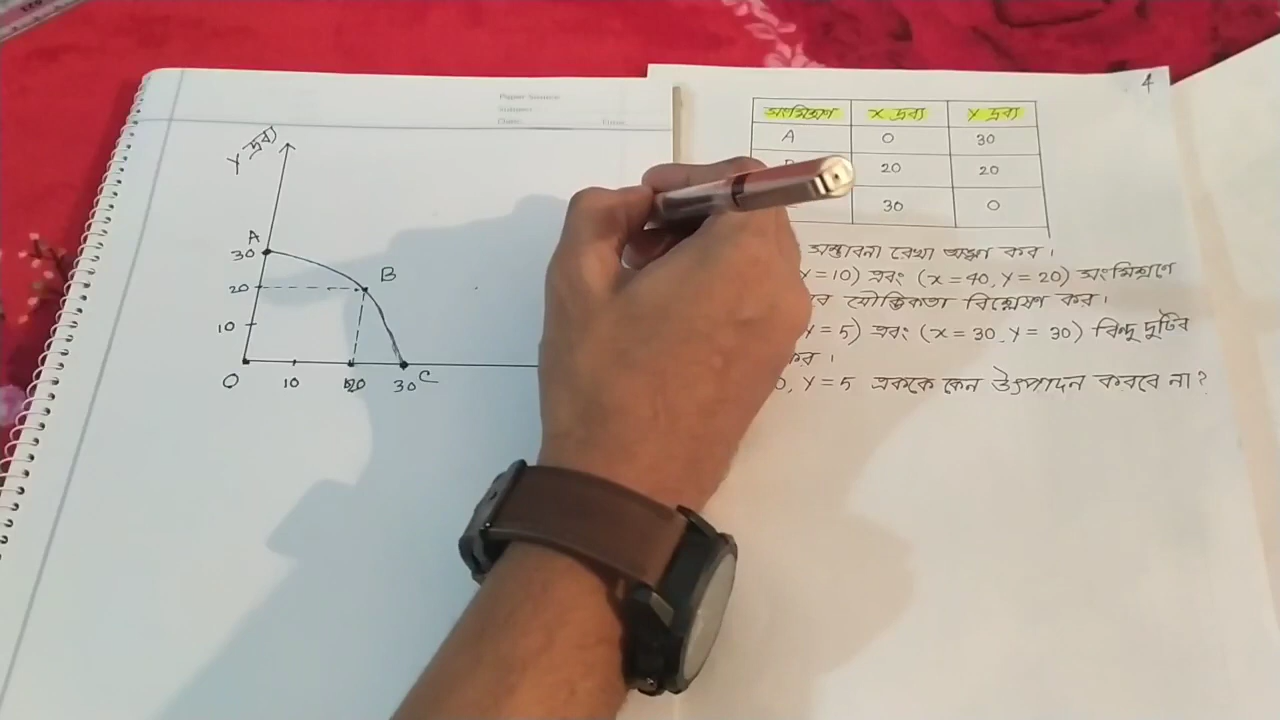 Y দ্রব্য
A
30
B
20
10
O 10 20 30 C
4
সংমিশ্রণ X দ্রব্য Y দ্রব্য
A 0 30
20 20
30 0
সম্ভাবনা রেখা অঙ্কন কর।
Y = 10) এবং (x = 40, Y = 20) সংমিশ্রণে
যৌক্তিকতা বিশ্লেষণ কর।
Y = 5) এবং (x = 30, Y = 30) বিন্দু দুটির
কর।
, Y = 5 এককে কেন উৎপাদন করবে না?